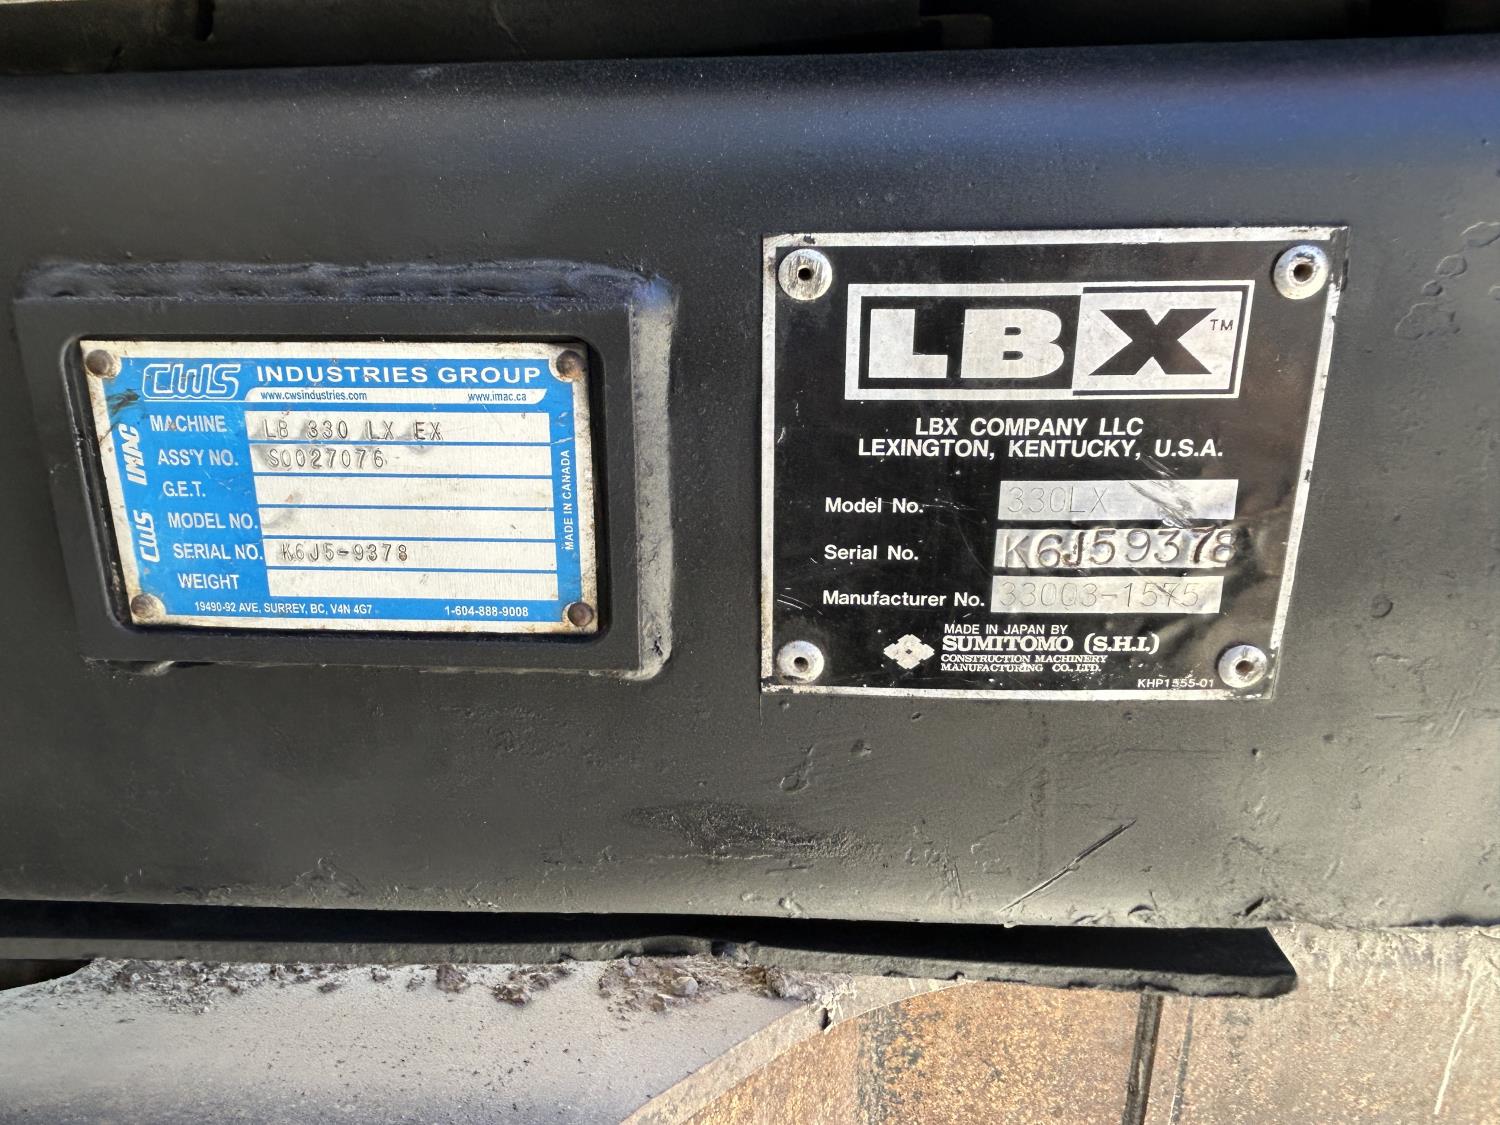 CWS INDUSTRIES GROUP
www.cwsindustries.com www.imac.ca
IMAC
CWS
MACHINE LB 330 LX EX
ASS'Y NO. S0027076
G.E.T.
MODEL NO.
SERIAL NO. K6J5-9378
WEIGHT
MADE IN CANADA
19490-92 AVE, SURREY, BC, V4N 4G7 1-604-888-9008
LBX™
LBX COMPANY LLC
LEXINGTON, KENTUCKY, U.S.A.
Model No. 330LX
Serial No. K6J59378
Manufacturer No. 33003-1575
MADE IN JAPAN BY
SUMITOMO (S.H.I.)
CONSTRUCTION MACHINERY
MANUFACTURING CO., LTD.
KHP1555-01